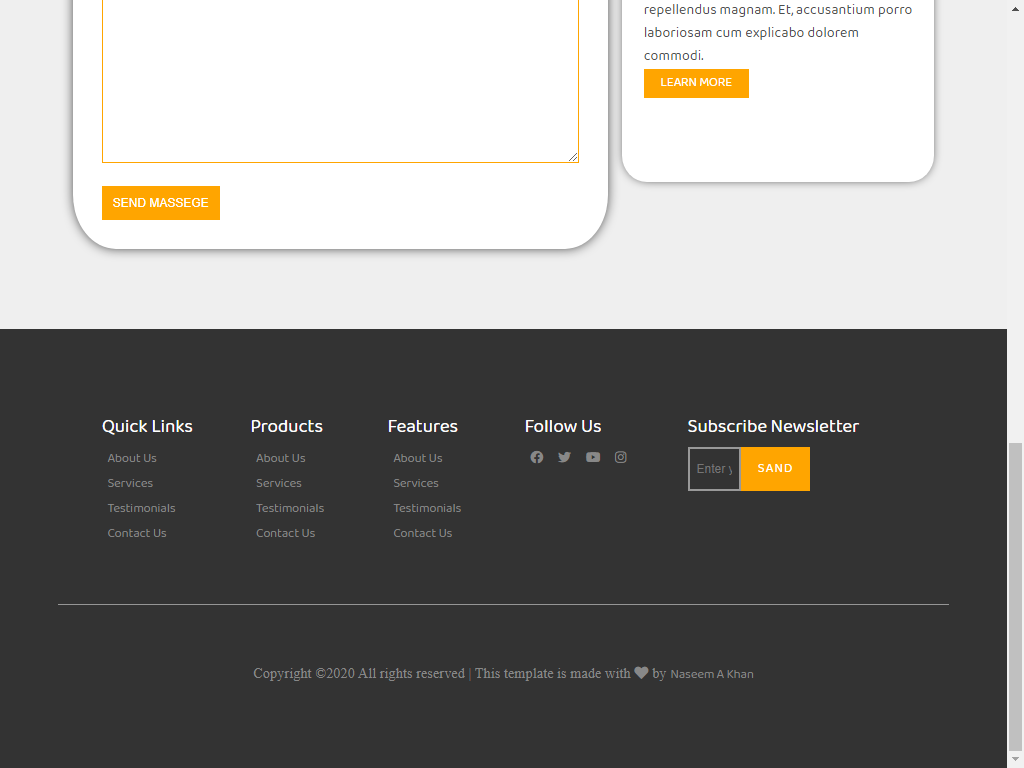 repellendus magnam. Et, accusantium porro
laboriosam cum explicabo dolorem
commodi.
LEARN MORE
SEND MASSEGE
Quick Links
About Us
Services
Testimonials
Contact Us
Products
About Us
Services
Testimonials
Contact Us
Features
About Us
Services
Testimonials
Contact Us
Follow Us
Subscribe Newsletter
Enter
SAND
Copyright ©2020 All rights reserved | This template is made with ♥ by Naseem A Khan